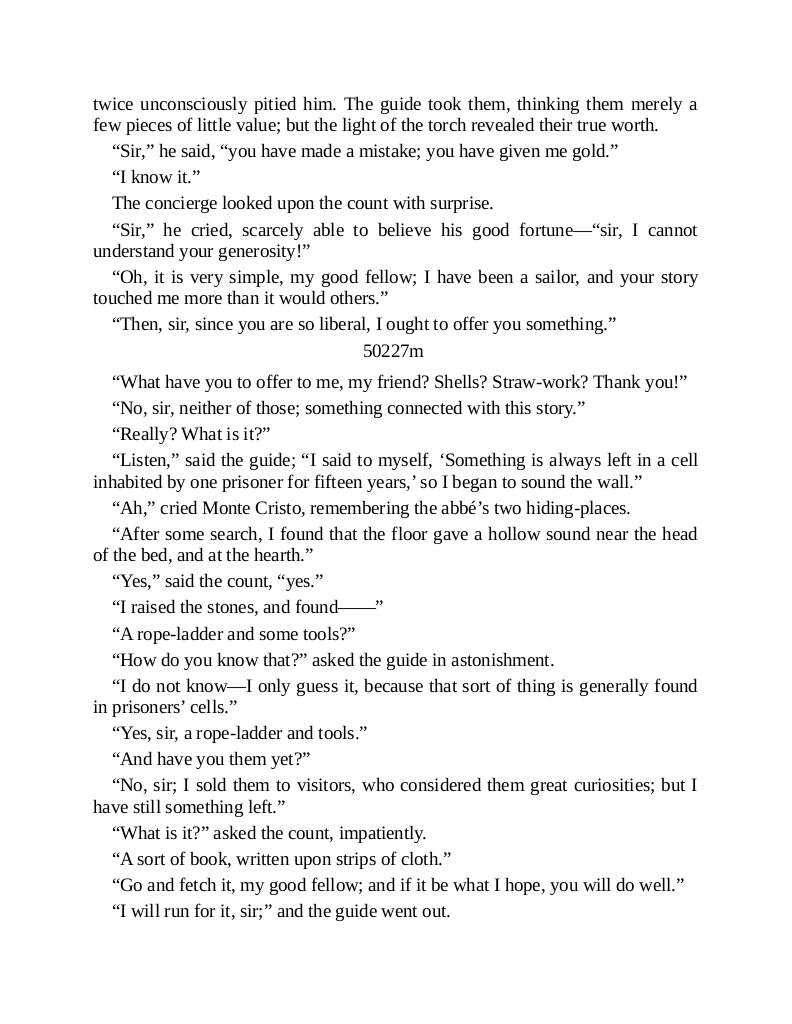 twice unconsciously pitied him. The guide took them, thinking them merely a
few pieces of little value; but the light of the torch revealed their true worth.
“Sir,” he said, “you have made a mistake; you have given me gold.”
“I know it.”
The concierge looked upon the count with surprise.
“Sir,” he cried, scarcely able to believe his good fortune—“sir, I cannot
understand your generosity!”
“Oh, it is very simple, my good fellow; I have been a sailor, and your story
touched me more than it would others.”
“Then, sir, since you are so liberal, I ought to offer you something.”
50227m
“What have you to offer to me, my friend? Shells? Straw-work? Thank you!”
“No, sir, neither of those; something connected with this story.”
“Really? What is it?”
“Listen,” said the guide; “I said to myself, ‘Something is always left in a cell
inhabited by one prisoner for fifteen years,’ so I began to sound the wall.”
“Ah,” cried Monte Cristo, remembering the abbé’s two hiding-places.
“After some search, I found that the floor gave a hollow sound near the head
of the bed, and at the hearth.”
“Yes,” said the count, “yes.”
“I raised the stones, and found——”
“A rope-ladder and some tools?”
“How do you know that?” asked the guide in astonishment.
“I do not know—I only guess it, because that sort of thing is generally found
in prisoners’ cells.”
“Yes, sir, a rope-ladder and tools.”
“And have you them yet?”
“No, sir; I sold them to visitors, who considered them great curiosities; but I
have still something left.”
“What is it?” asked the count, impatiently.
“A sort of book, written upon strips of cloth.”
“Go and fetch it, my good fellow; and if it be what I hope, you will do well.”
“I will run for it, sir;” and the guide went out.